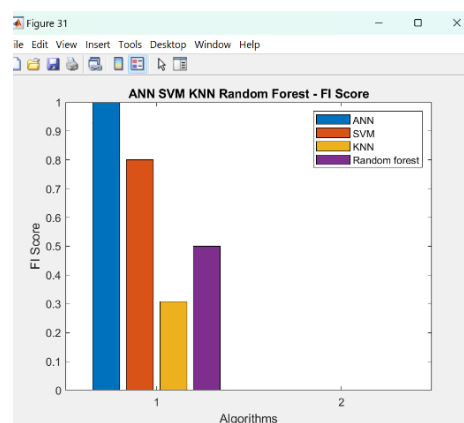 Figure 31
ile Edit View Insert Tools Desktop Window Help
ANN SVM KNN Random Forest - FI Score
ANN
SVM
KNN
Random forest
FI Score
1
0.9
0.8
0.7
0.6
0.5
0.4
0.3
0.2
0.1
0
1 2
Algorithms